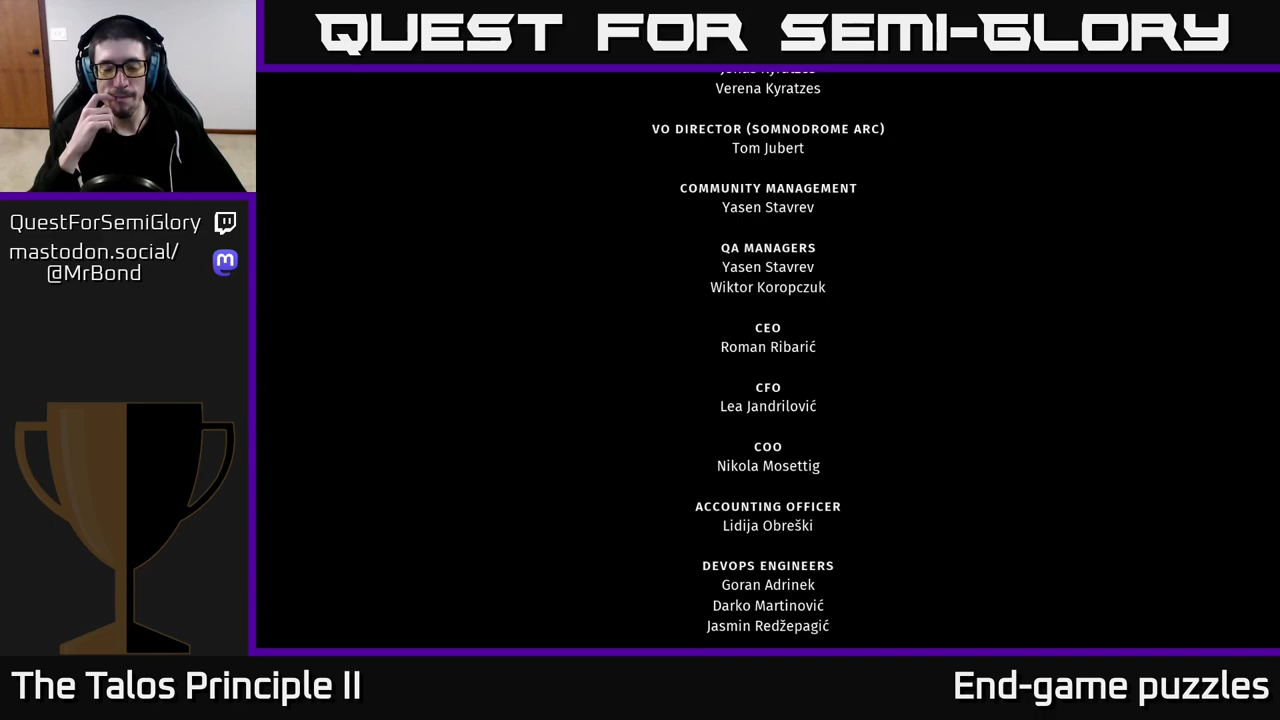 QUEST FOR SEMI-GLORY
QuestForSemiGlory
mastodon.social/
@MrBond
Verena Kyratzes
VO DIRECTOR (SOMNODROME ARC)
Tom Jubert
COMMUNITY MANAGEMENT
Yasen Stavrev
QA MANAGERS
Yasen Stavrev
Wiktor Koropczuk
CEO
Roman Ribarić
CFO
Lea Jandrilović
COO
Nikola Mosettig
ACCOUNTING OFFICER
Lidija Obreški
DEVOPS ENGINEERS
Goran Adrinek
Darko Martinović
Jasmin Redžepagić
The Talos Principle II
End-game puzzles